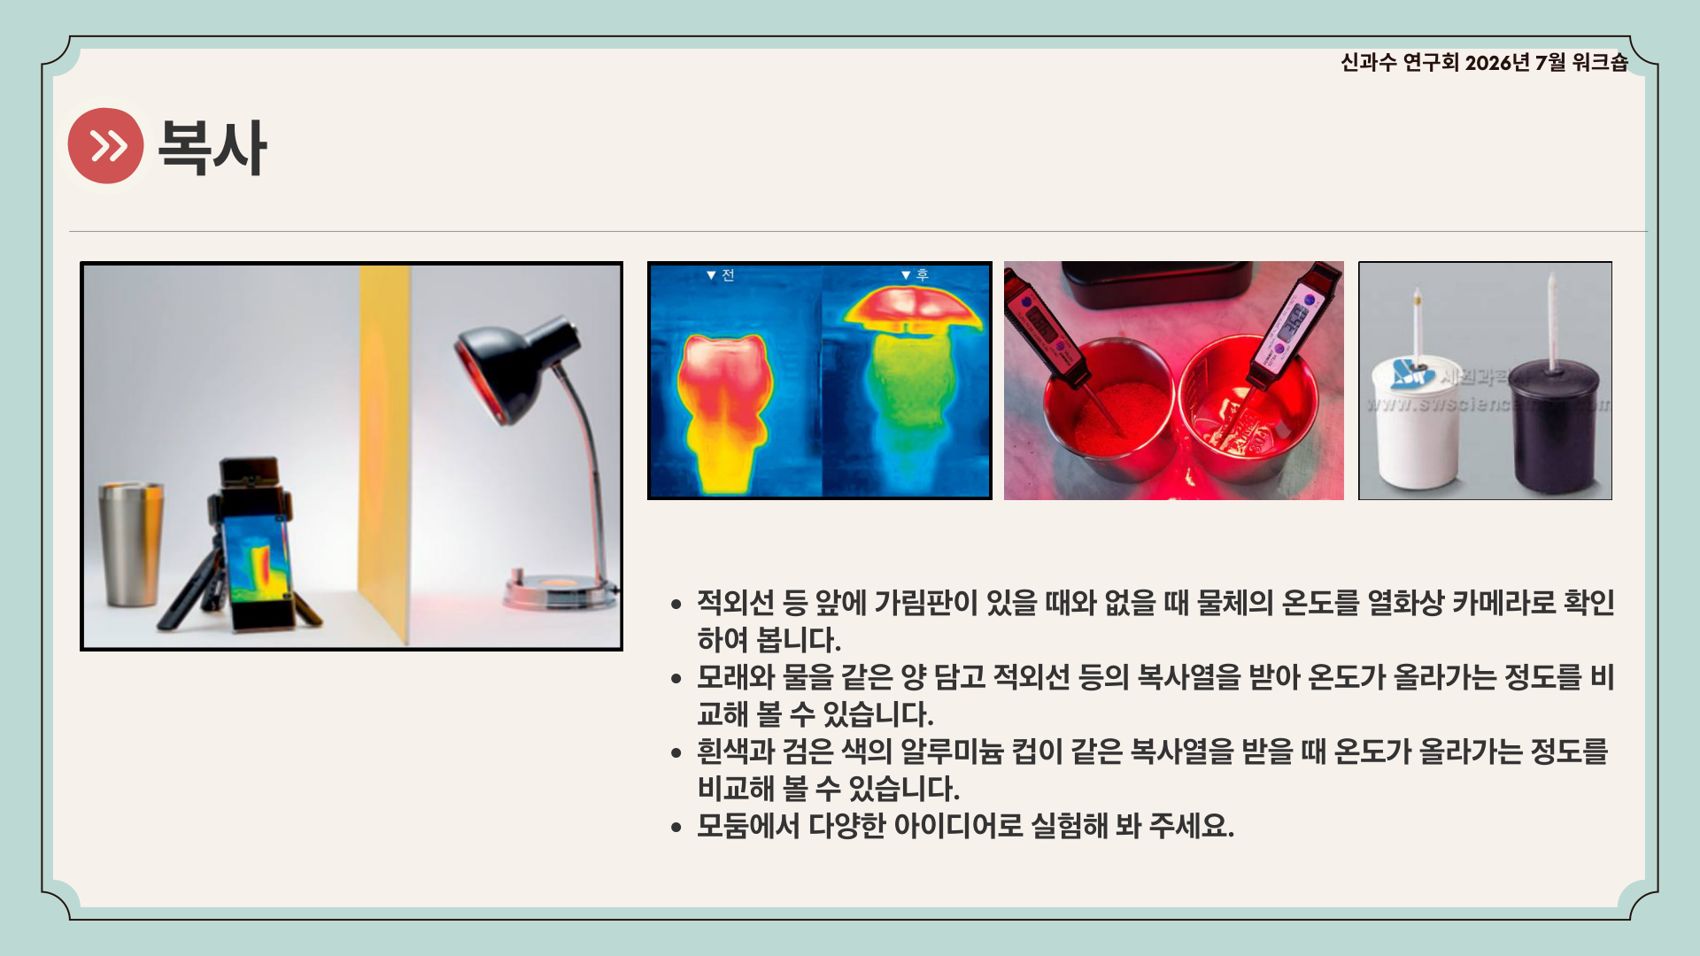 신과수 연구회 2026년 7월 워크숍
복사
▼ 전
▼ 후
www.swscience
• 적외선 등 앞에 가림판이 있을 때와 없을 때 물체의 온도를 열화상 카메라로 확인
하여 봅니다.
• 모래와 물을 같은 양 담고 적외선 등의 복사열을 받아 온도가 올라가는 정도를 비
교해 볼 수 있습니다.
• 흰색과 검은 색의 알루미늄 컵이 같은 복사열을 받을 때 온도가 올라가는 정도를
비교해 볼 수 있습니다.
• 모둠에서 다양한 아이디어로 실험해 봐 주세요.